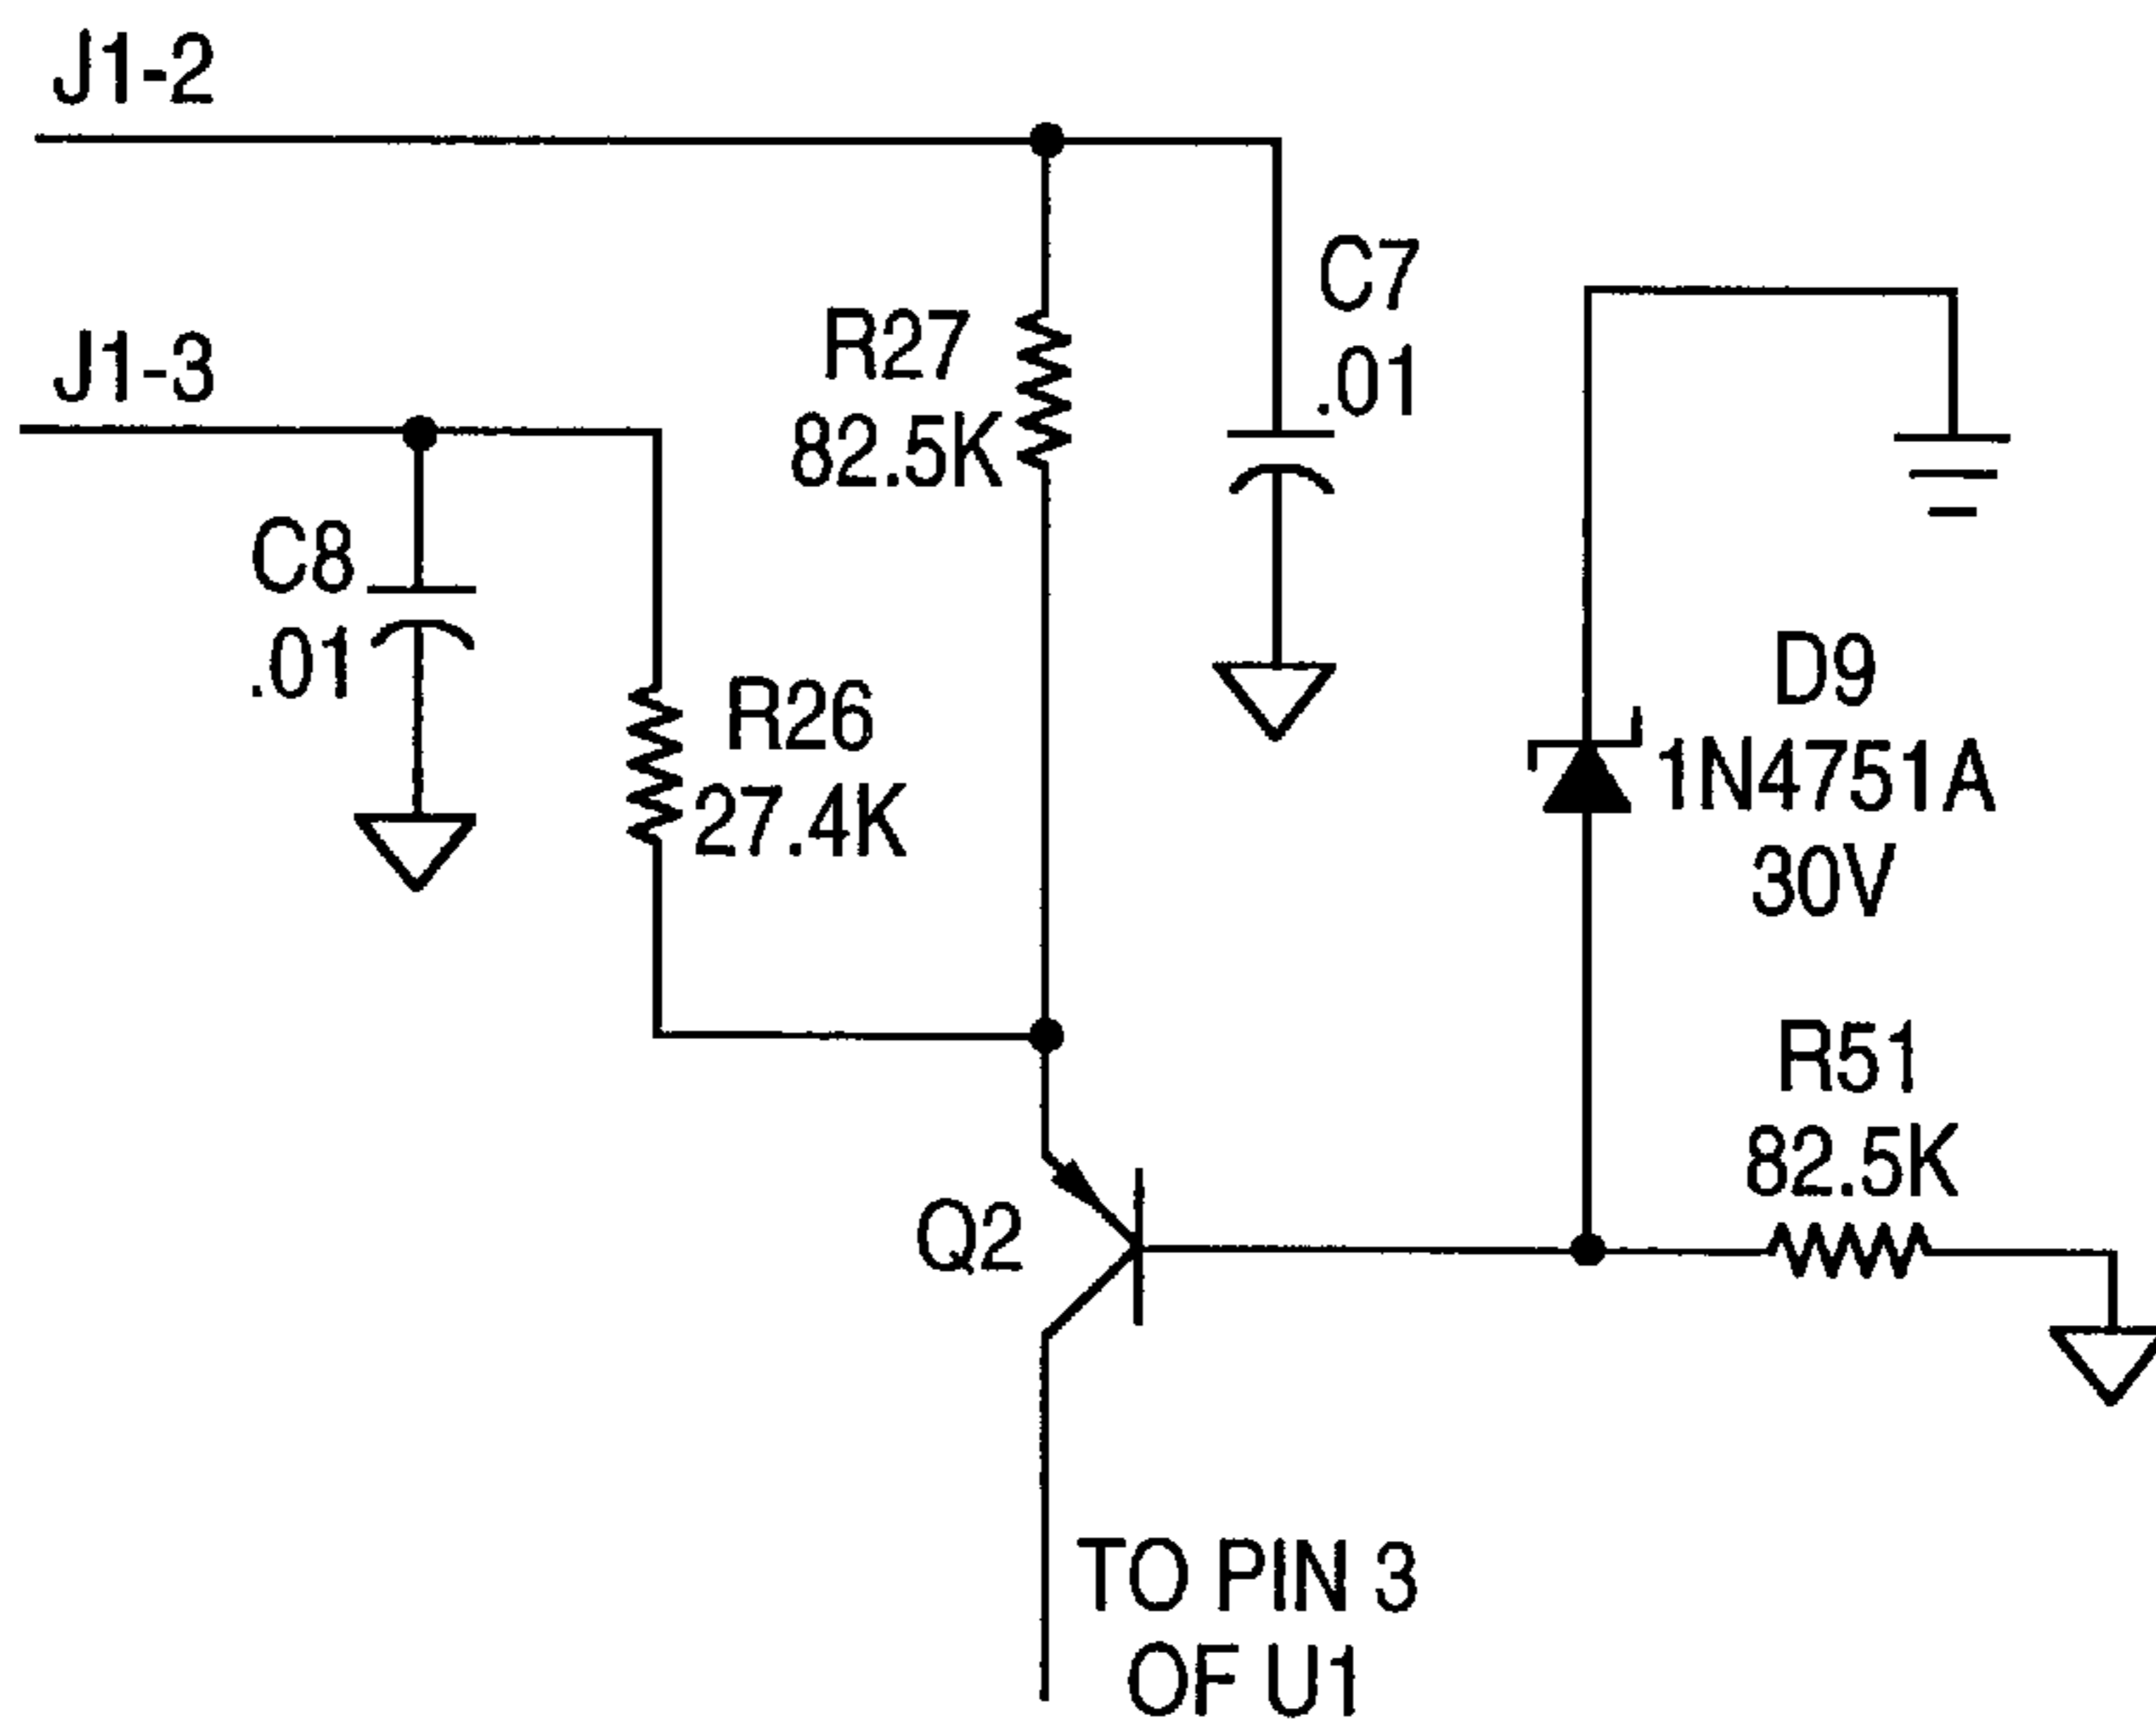 J1-2
J1-3
R27
82.5K
C7
.01
C8
.01
R26
27.4K
D9
1N4751A
30V
R51
82.5K
Q2
TO PIN 3
OF U1